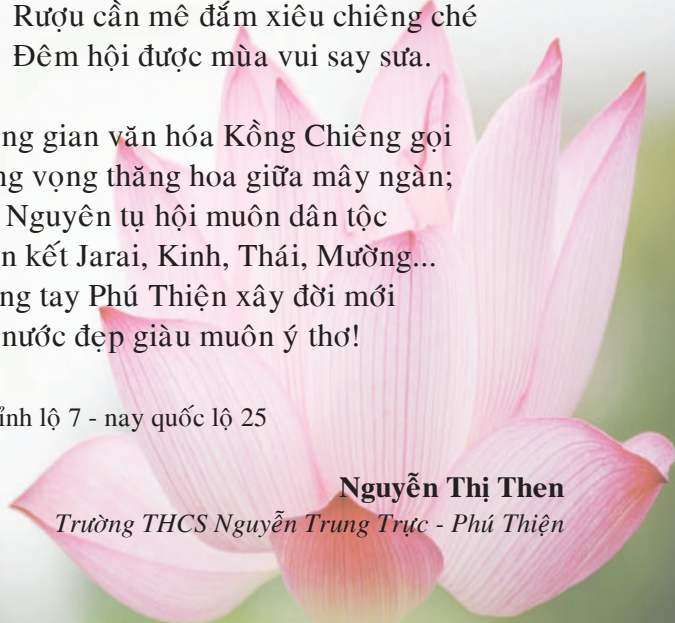 Rượu cần mê đắm xiêu chiêng ché
Đêm hội được mùa vui say sưa.
ng gian văn hóa Kồng Chiêng gọi
ng vọng thăng hoa giữa mây ngàn;
Nguyên tụ hội muôn dân tộc
n kết Jarai, Kinh, Thái, Mường...
ng tay Phú Thiện xây đời mới
nước đẹp giàu muôn ý thơ!
ỉnh lộ 7 - nay quốc lộ 25
Nguyễn Thị Then
Trường THCS Nguyễn Trung Trực - Phú Thiện